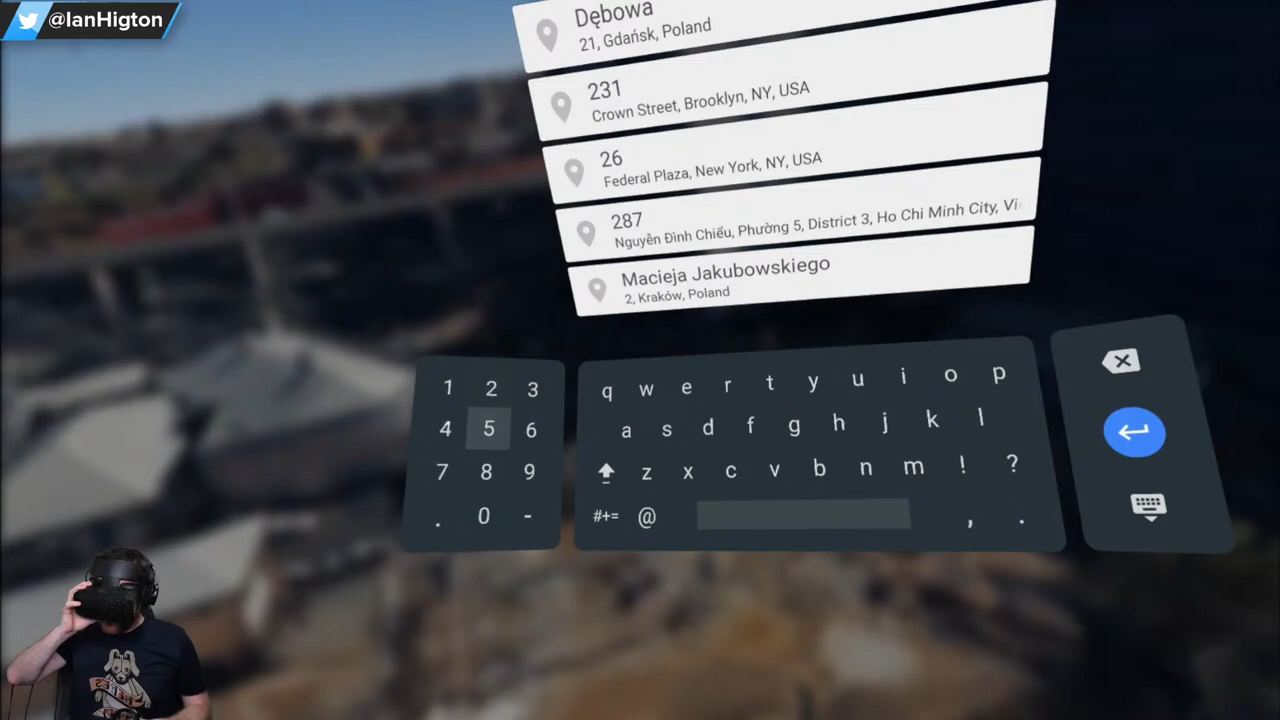 @IanHigton
Dębowa
21, Gdańsk, Poland
231
Crown Street, Brooklyn, NY, USA
26
Federal Plaza, New York, NY, USA
287
Nguyễn Đình Chiểu, Phường 5, District 3, Ho Chi Minh City, Vi
Macieja Jakubowskiego
2, Kraków, Poland
1 2 3 q w e r t y u i o p
4 5 6 a s d f g h j k l
7 8 9 z x c v b n m ! ?
. 0 - #+= @ , .